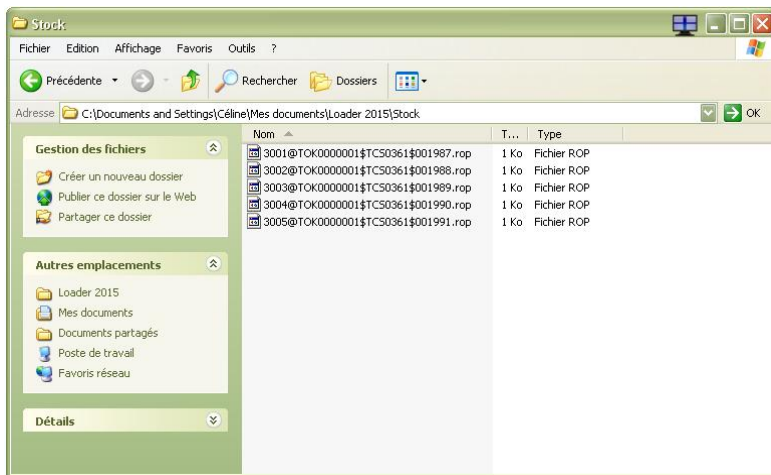 Stock
Fichier Edition Affichage Favoris Outils ?
Précédente Rechercher Dossiers
Adresse C:\Documents and Settings\Céline\Mes documents\Loader 2015\Stock OK
Gestion des fichiers
Créer un nouveau dossier
Publier ce dossier sur le Web
Partager ce dossier
Autres emplacements
Loader 2015
Mes documents
Documents partagés
Poste de travail
Favoris réseau
Détails
Nom T... Type
3001@TOK0000001$TCS0361$001987.rop 1 Ko Fichier ROP
3002@TOK0000001$TCS0361$001988.rop 1 Ko Fichier ROP
3003@TOK0000001$TCS0361$001989.rop 1 Ko Fichier ROP
3004@TOK0000001$TCS0361$001990.rop 1 Ko Fichier ROP
3005@TOK0000001$TCS0361$001991.rop 1 Ko Fichier ROP